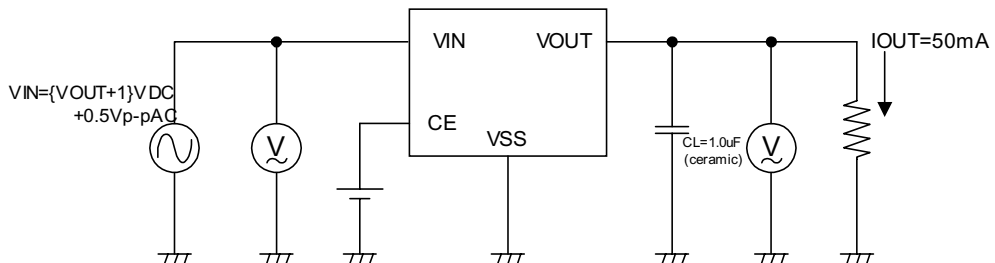 VIN
VOUT
IOUT=50mA
VIN={VOUT+1}VDC
+0.5Vp-pAC
CE
VSS
V
CL=1.0uF
(ceramic)
V